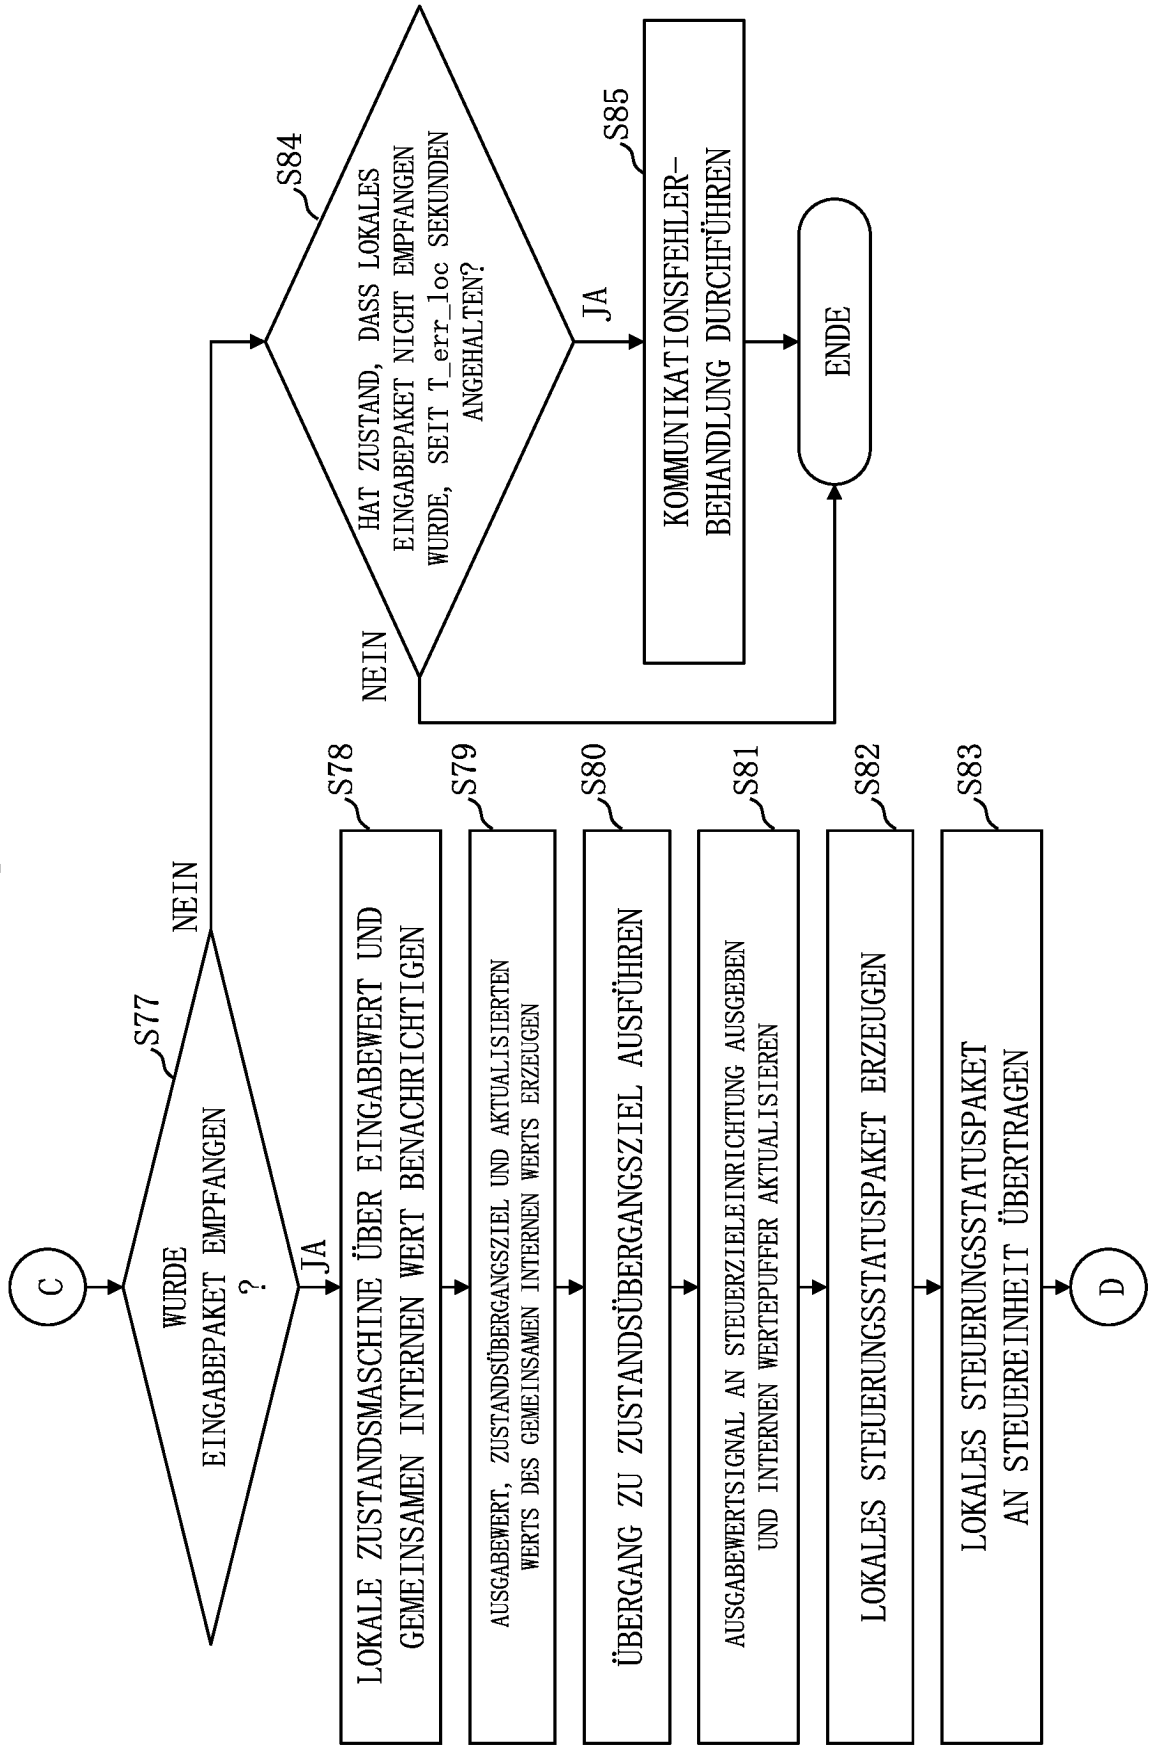 C
S77
WURDE
EINGABEPAKET EMPFANGEN
?
NEIN
JA
S78
LOKALE ZUSTANDSMASCHINE ÜBER EINGABEWERT UND
GEMEINSAMEN INTERNEN WERT BENACHRICHTIGEN
S79
AUSGABEWERT, ZUSTANDSÜBERGANGSZIEL UND AKTUALISIERTEN
WERTS DES GEMEINSAMEN INTERNEN WERTS ERZEUGEN
S80
ÜBERGANG ZU ZUSTANDSÜBERGANGSZIEL AUSFÜHREN
S81
AUSGABEWERTSIGNAL AN STEUERZIELEINRICHTUNG AUSGEBEN
UND INTERNEN WERTEPUFFER AKTUALISIEREN
S82
LOKALES STEUERUNGSSTATUSPAKET ERZEUGEN
S83
LOKALES STEUERUNGSSTATUSPAKET
AN STEUEREINHEIT ÜBERTRAGEN
D
S84
HAT ZUSTAND, DASS LOKALES
EINGABEPAKET NICHT EMPFANGEN
WURDE, SEIT T_err_loc SEKUNDEN
ANGEHALTEN?
NEIN
JA
S85
KOMMUNIKATIONSFEHLER-
BEHANDLUNG DURCHFÜHREN
ENDE